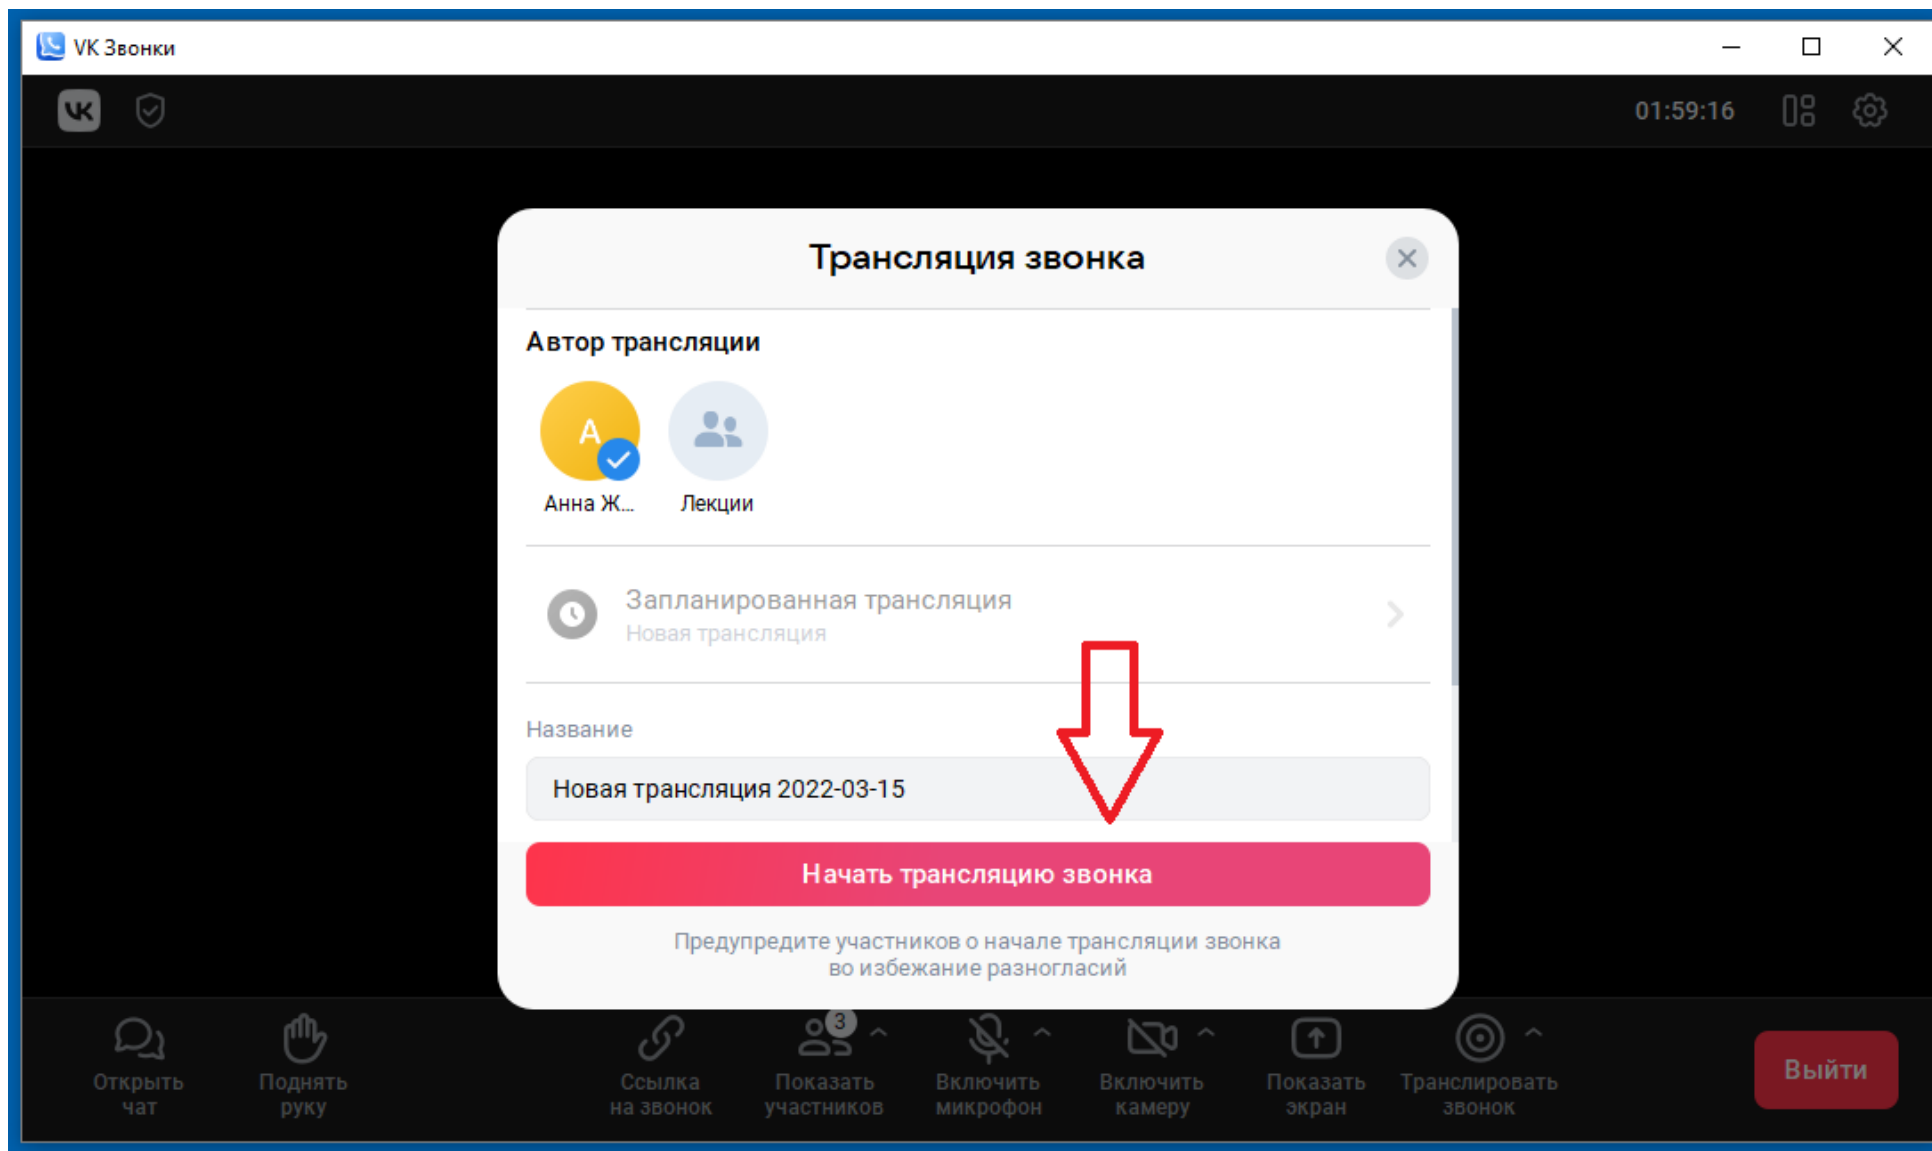 VK Звонки
01:59:16
Трансляция звонка
Автор трансляции
А
Анна Ж...
Лекции
Запланированная трансляция
Новая трансляция
Название
Новая трансляция 2022-03-15
Начать трансляцию звонка
Предупредите участников о начале трансляции звонка
во избежание разногласий
Открыть
чат
Поднять
руку
Ссылка
на звонок
3
Показать
участников
Включить
микрофон
Включить
камеру
Показать
экран
Транслировать
звонок
Выйти